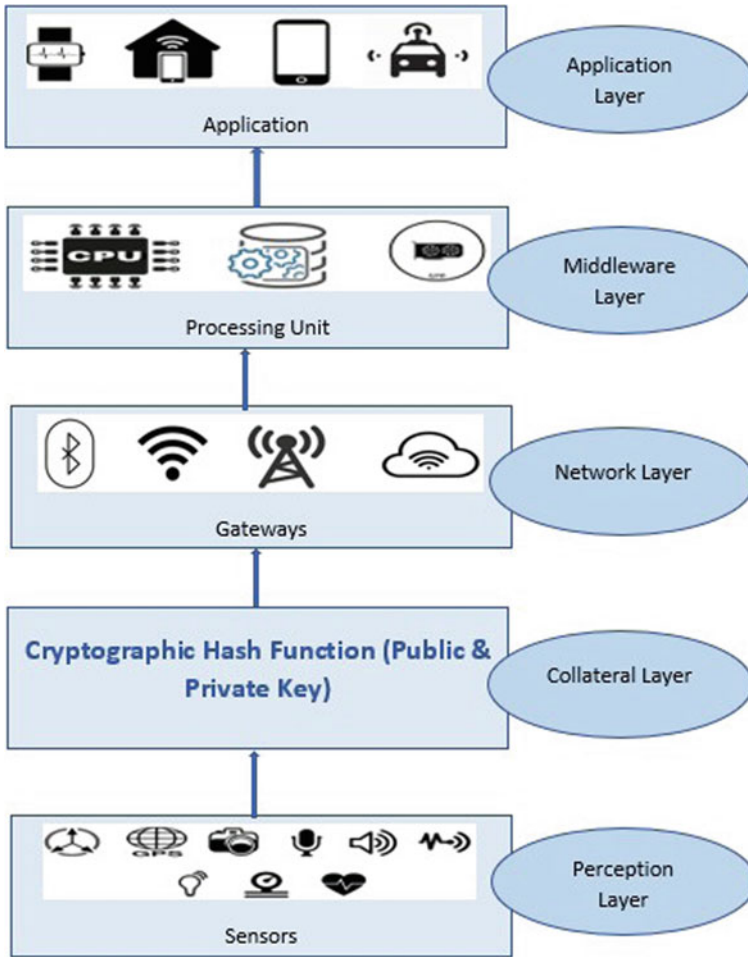 Application
Application
Layer
CPU
Processing Unit
Middleware
Layer
Gateways
Network Layer
Cryptographic Hash Function (Public &
Private Key)
Collateral Layer
GPS
Sensors
Perception
Layer